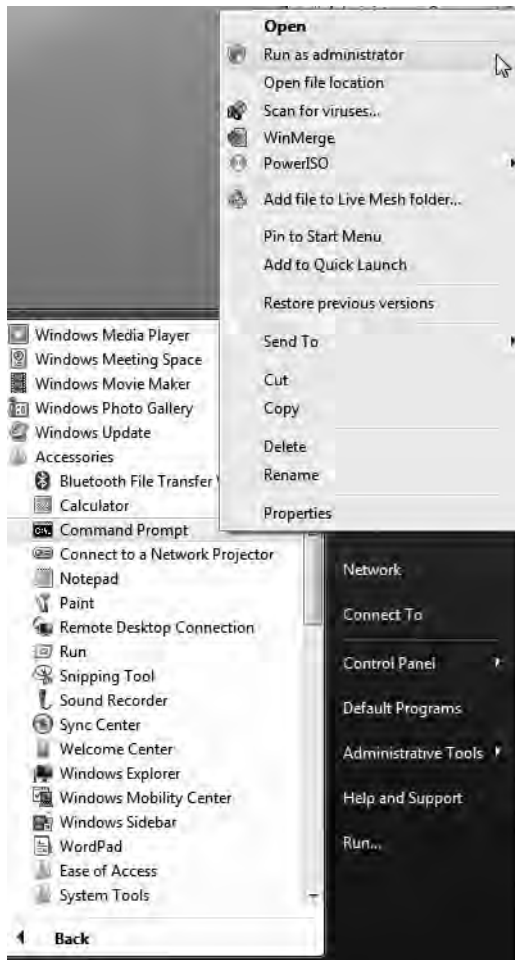 Open
Run as administrator
Open file location
Scan for viruses...
WinMerge
PowerISO
Add file to Live Mesh folder...
Pin to Start Menu
Add to Quick Launch
Restore previous versions
Send To
Cut
Copy
Delete
Rename
Properties
Windows Media Player
Windows Meeting Space
Windows Movie Maker
Windows Photo Gallery
Windows Update
Accessories
Bluetooth File Transfer
Calculator
Command Prompt
Connect to a Network Projector
Notepad
Paint
Remote Desktop Connection
Run
Snipping Tool
Sound Recorder
Sync Center
Welcome Center
Windows Explorer
Windows Mobility Center
Windows Sidebar
WordPad
Ease of Access
System Tools
Back
Network
Connect To
Control Panel
Default Programs
Administrative Tools
Help and Support
Run...